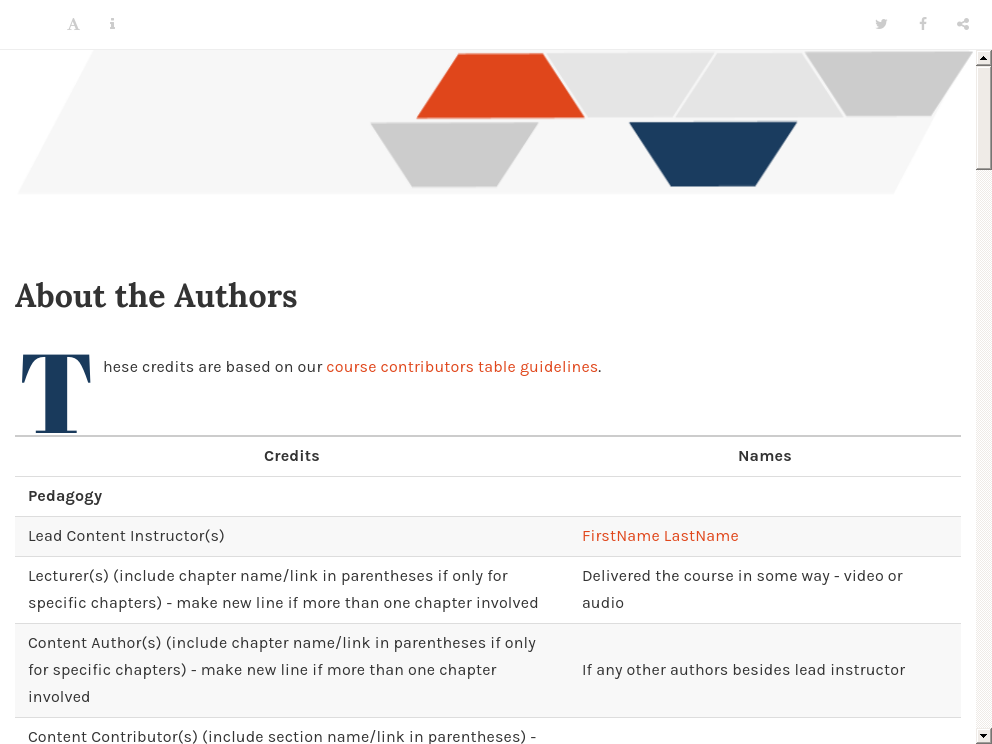 About the Authors
These credits are based on our course contributors table guidelines.
Credits Names
Pedagogy
Lead Content Instructor(s) FirstName LastName
Lecturer(s) (include chapter name/link in parentheses if only for
specific chapters) - make new line if more than one chapter involved
Delivered the course in some way - video or
audio
Content Author(s) (include chapter name/link in parentheses if only
for specific chapters) - make new line if more than one chapter
involved
If any other authors besides lead instructor
Content Contributor(s) (include section name/link in parentheses) -